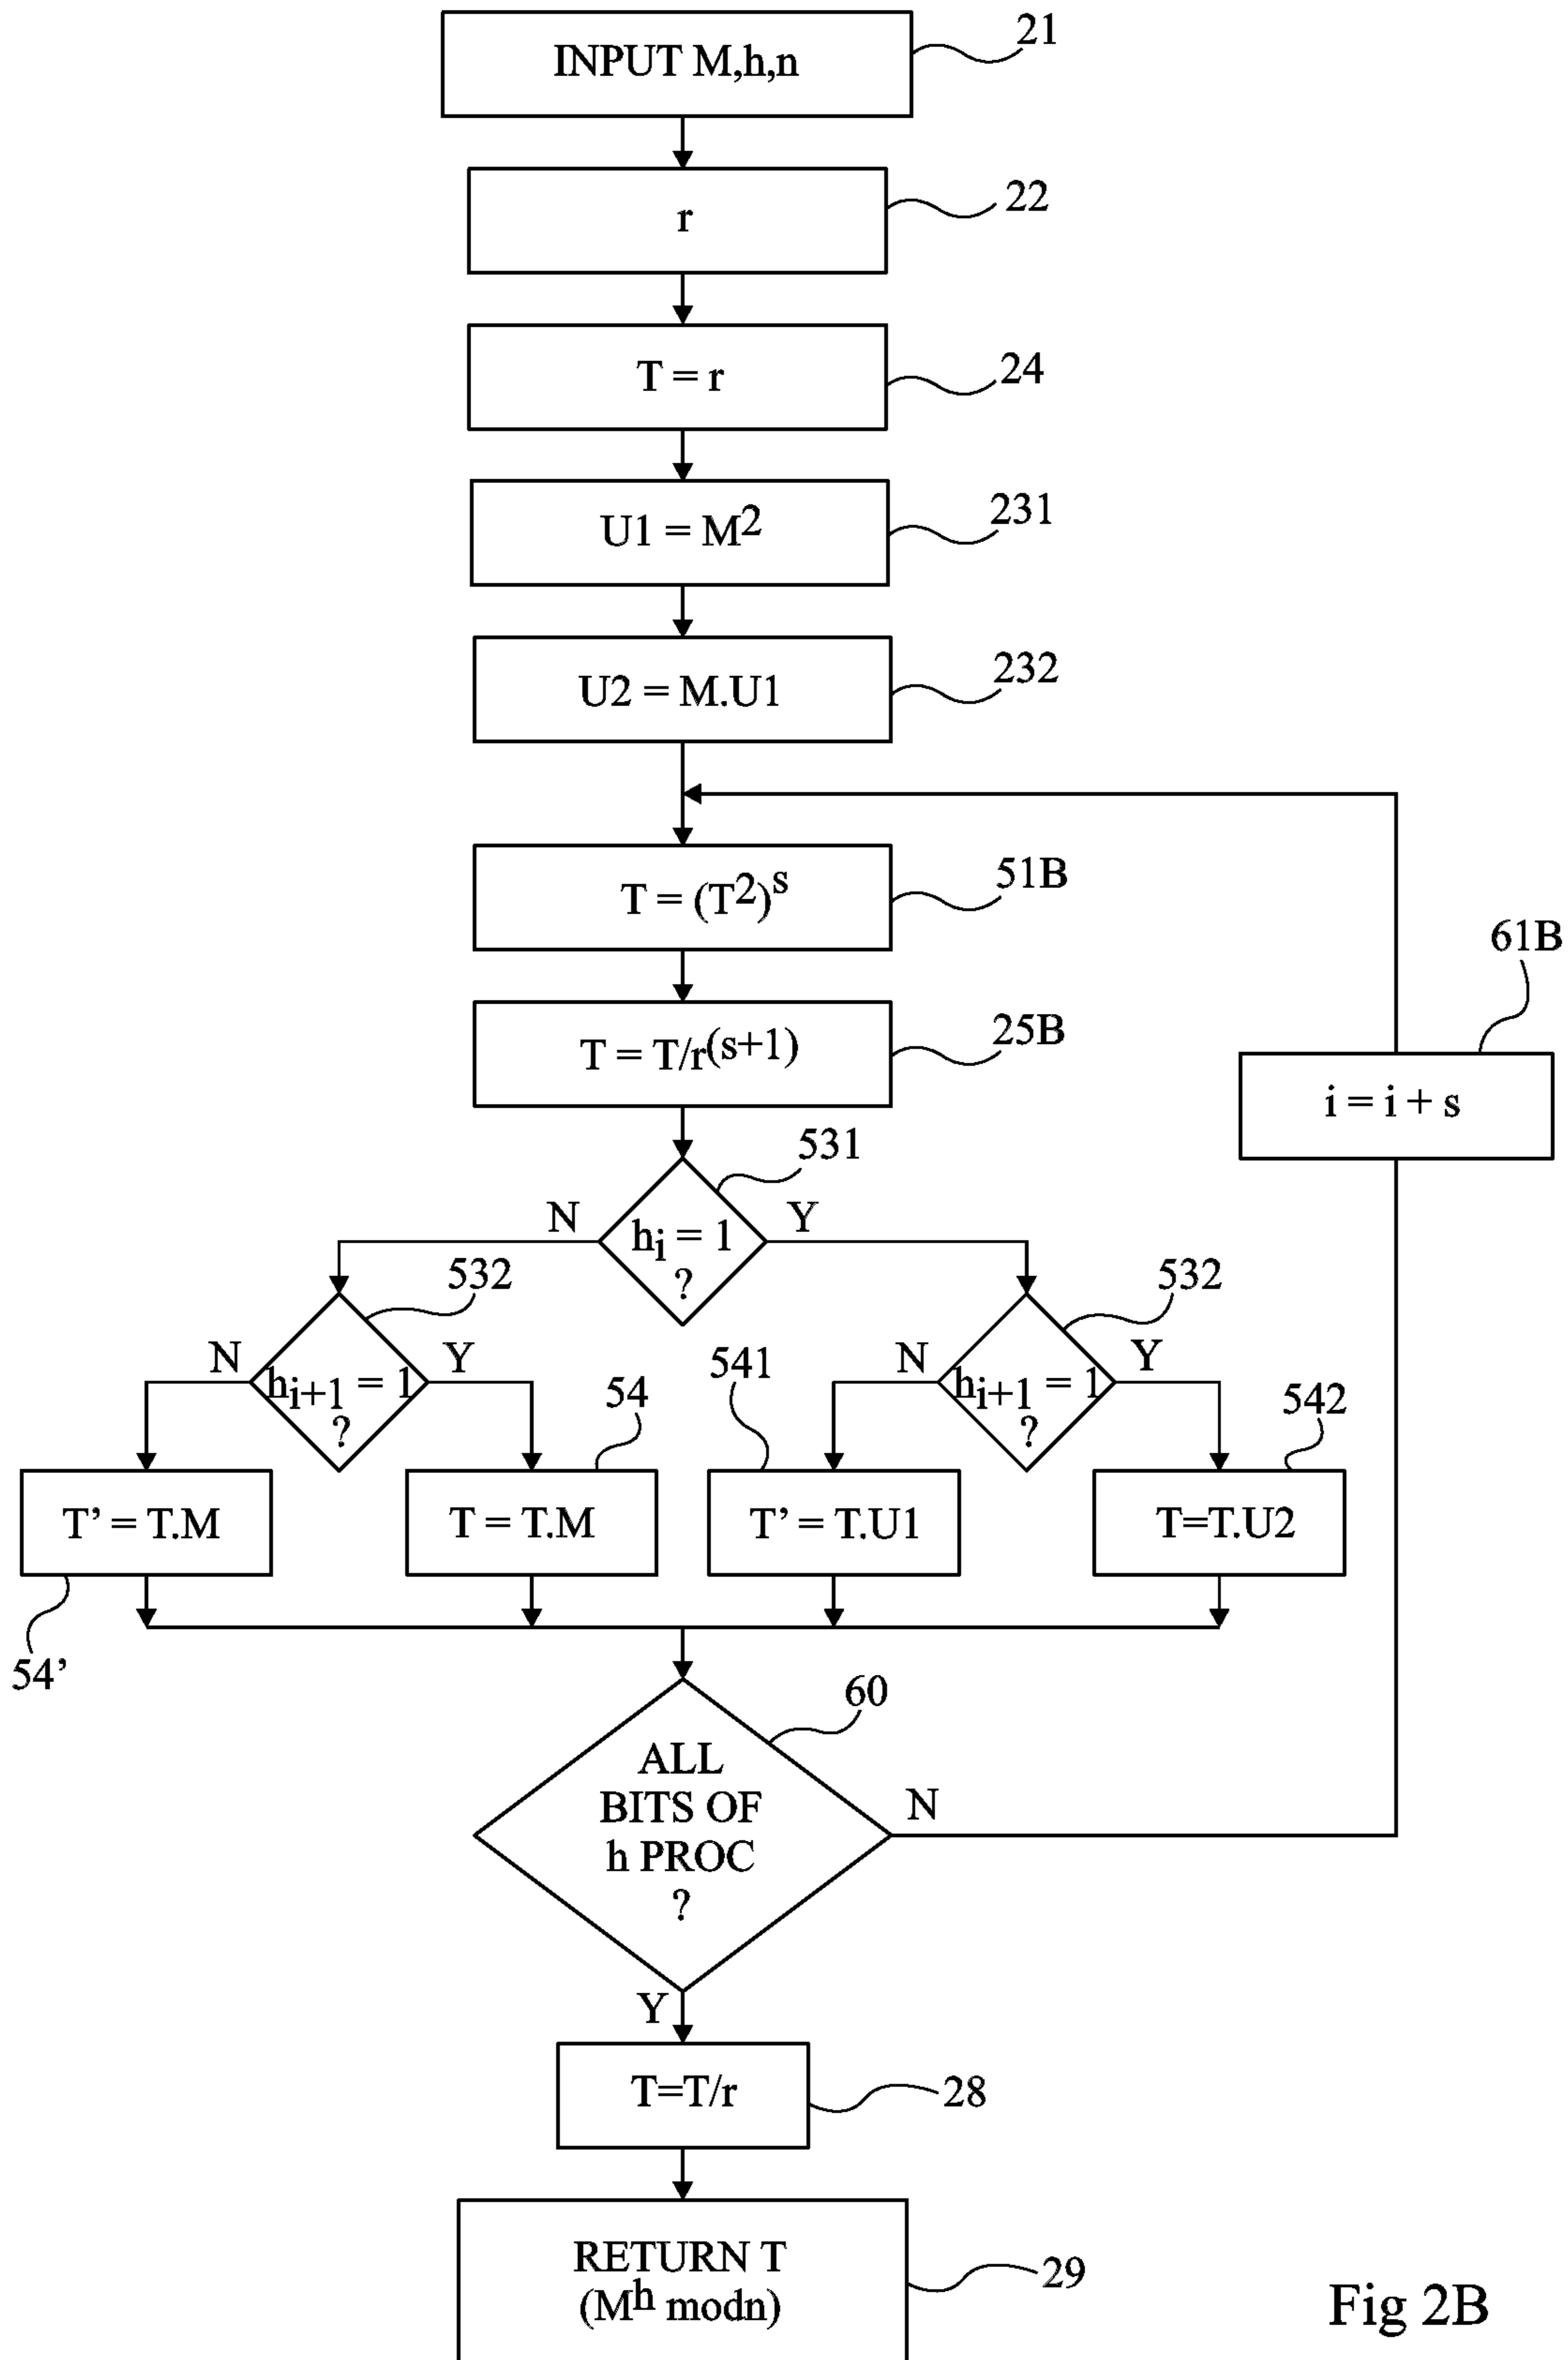 INPUT M,h,n
21
r
22
T = r
24
U1 = M²
231
U2 = M.U1
232
T = (T²)ˢ
51B
61B
T = T/r⁽ˢ⁺¹⁾
25B
i = i + s
531
N
Y
hᵢ = 1
?
532
532
N
Y
541
N
Y
hᵢ₊₁ = 1
?
54
hᵢ₊₁ = 1
?
542
T' = T.M
T = T.M
T' = T.U1
T=T.U2
54'
60
ALL
BITS OF
h PROC
?
N
Y
T=T/r
28
RETURN T
(Mʰ modn)
29
Fig 2B